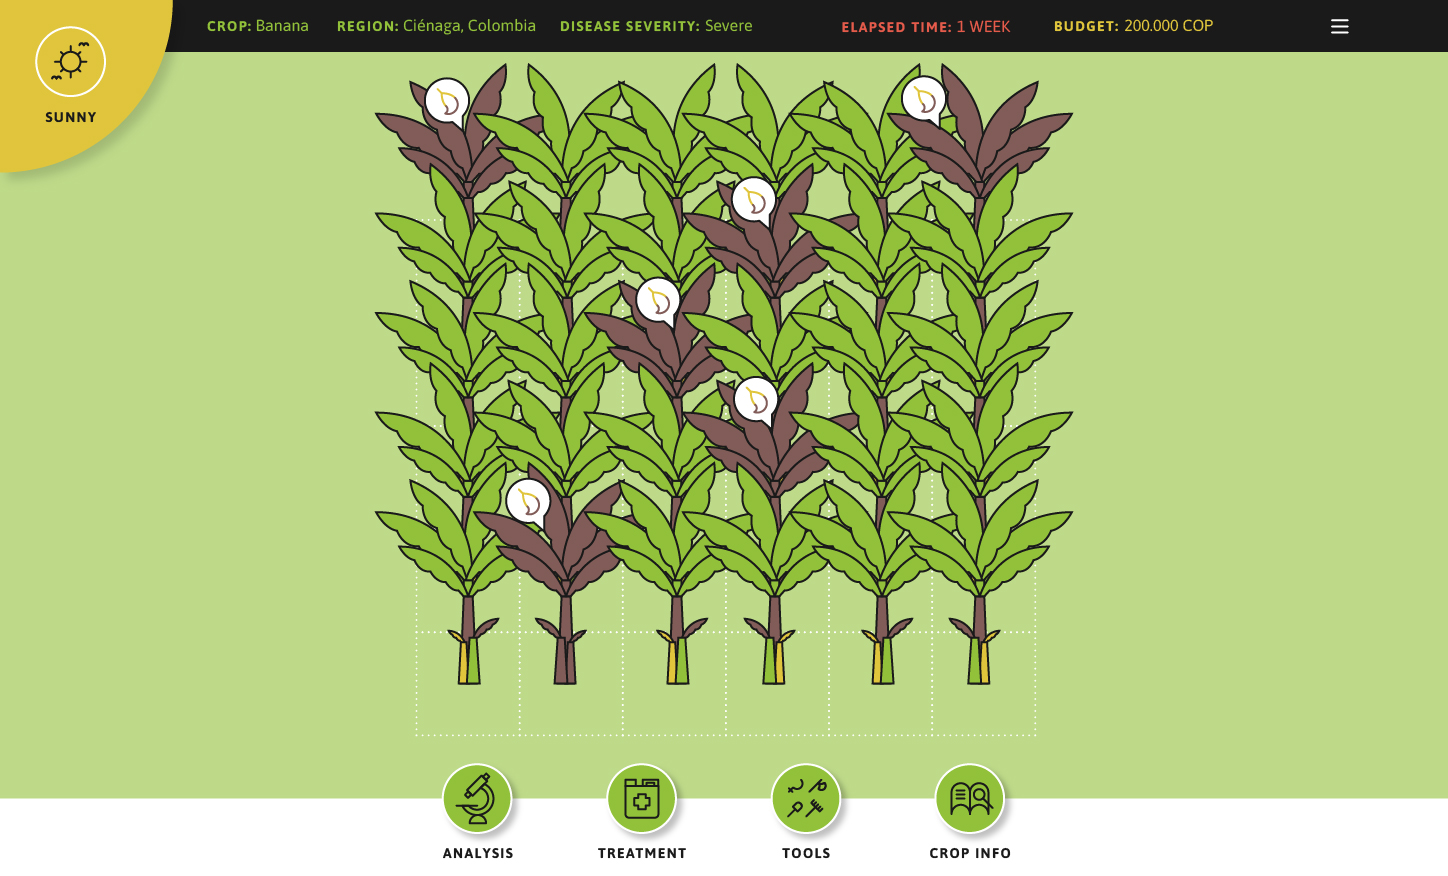 CROP: Banana REGION: Ciénaga, Colombia DISEASE SEVERITY: Severe ELAPSED TIME: 1 WEEK BUDGET: 200.000 COP
SUNNY
ANALYSIS TREATMENT TOOLS CROP INFO